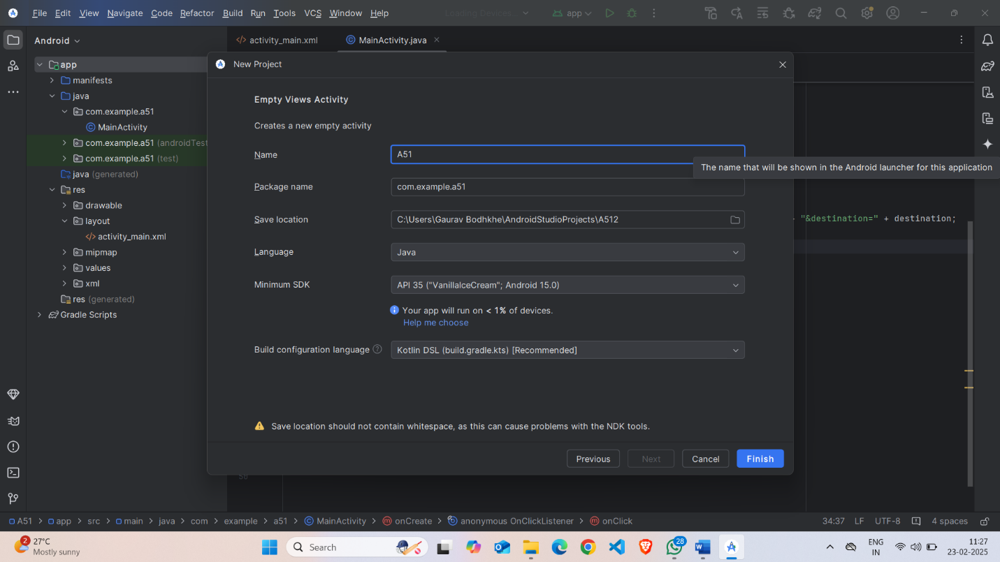 File Edit View Navigate Code Refactor Build Run Tools VCS Window Help Loading Devices... app
Android
activity_main.xml MainActivity.java
app
manifests
java
com.example.a51
MainActivity
com.example.a51 (androidTest
com.example.a51 (test)
java (generated)
res
drawable
layout
activity_main.xml
mipmap
values
xml
res (generated)
Gradle Scripts
New Project
Empty Views Activity
Creates a new empty activity
Name A51
The name that will be shown in the Android launcher for this application
Package name com.example.a51
Save location C:\Users\Gaurav Bodhkhe\AndroidStudioProjects\A512
"&destination=" + destination;
Language Java
Minimum SDK API 35 ("VanillaIceCream"; Android 15.0)
Your app will run on < 1% of devices.
Help me choose
Build configuration language Kotlin DSL (build.gradle.kts) [Recommended]
Save location should not contain whitespace, as this can cause problems with the NDK tools.
Previous Next Cancel Finish
A51 > app > src > main > java > com > example > a51 > MainActivity > onCreate > anonymous OnClickListener > onClick 34:37 LF UTF-8 4 spaces
2 27°C
Mostly sunny
Search
28
ENG
IN
11:27
23-02-2025